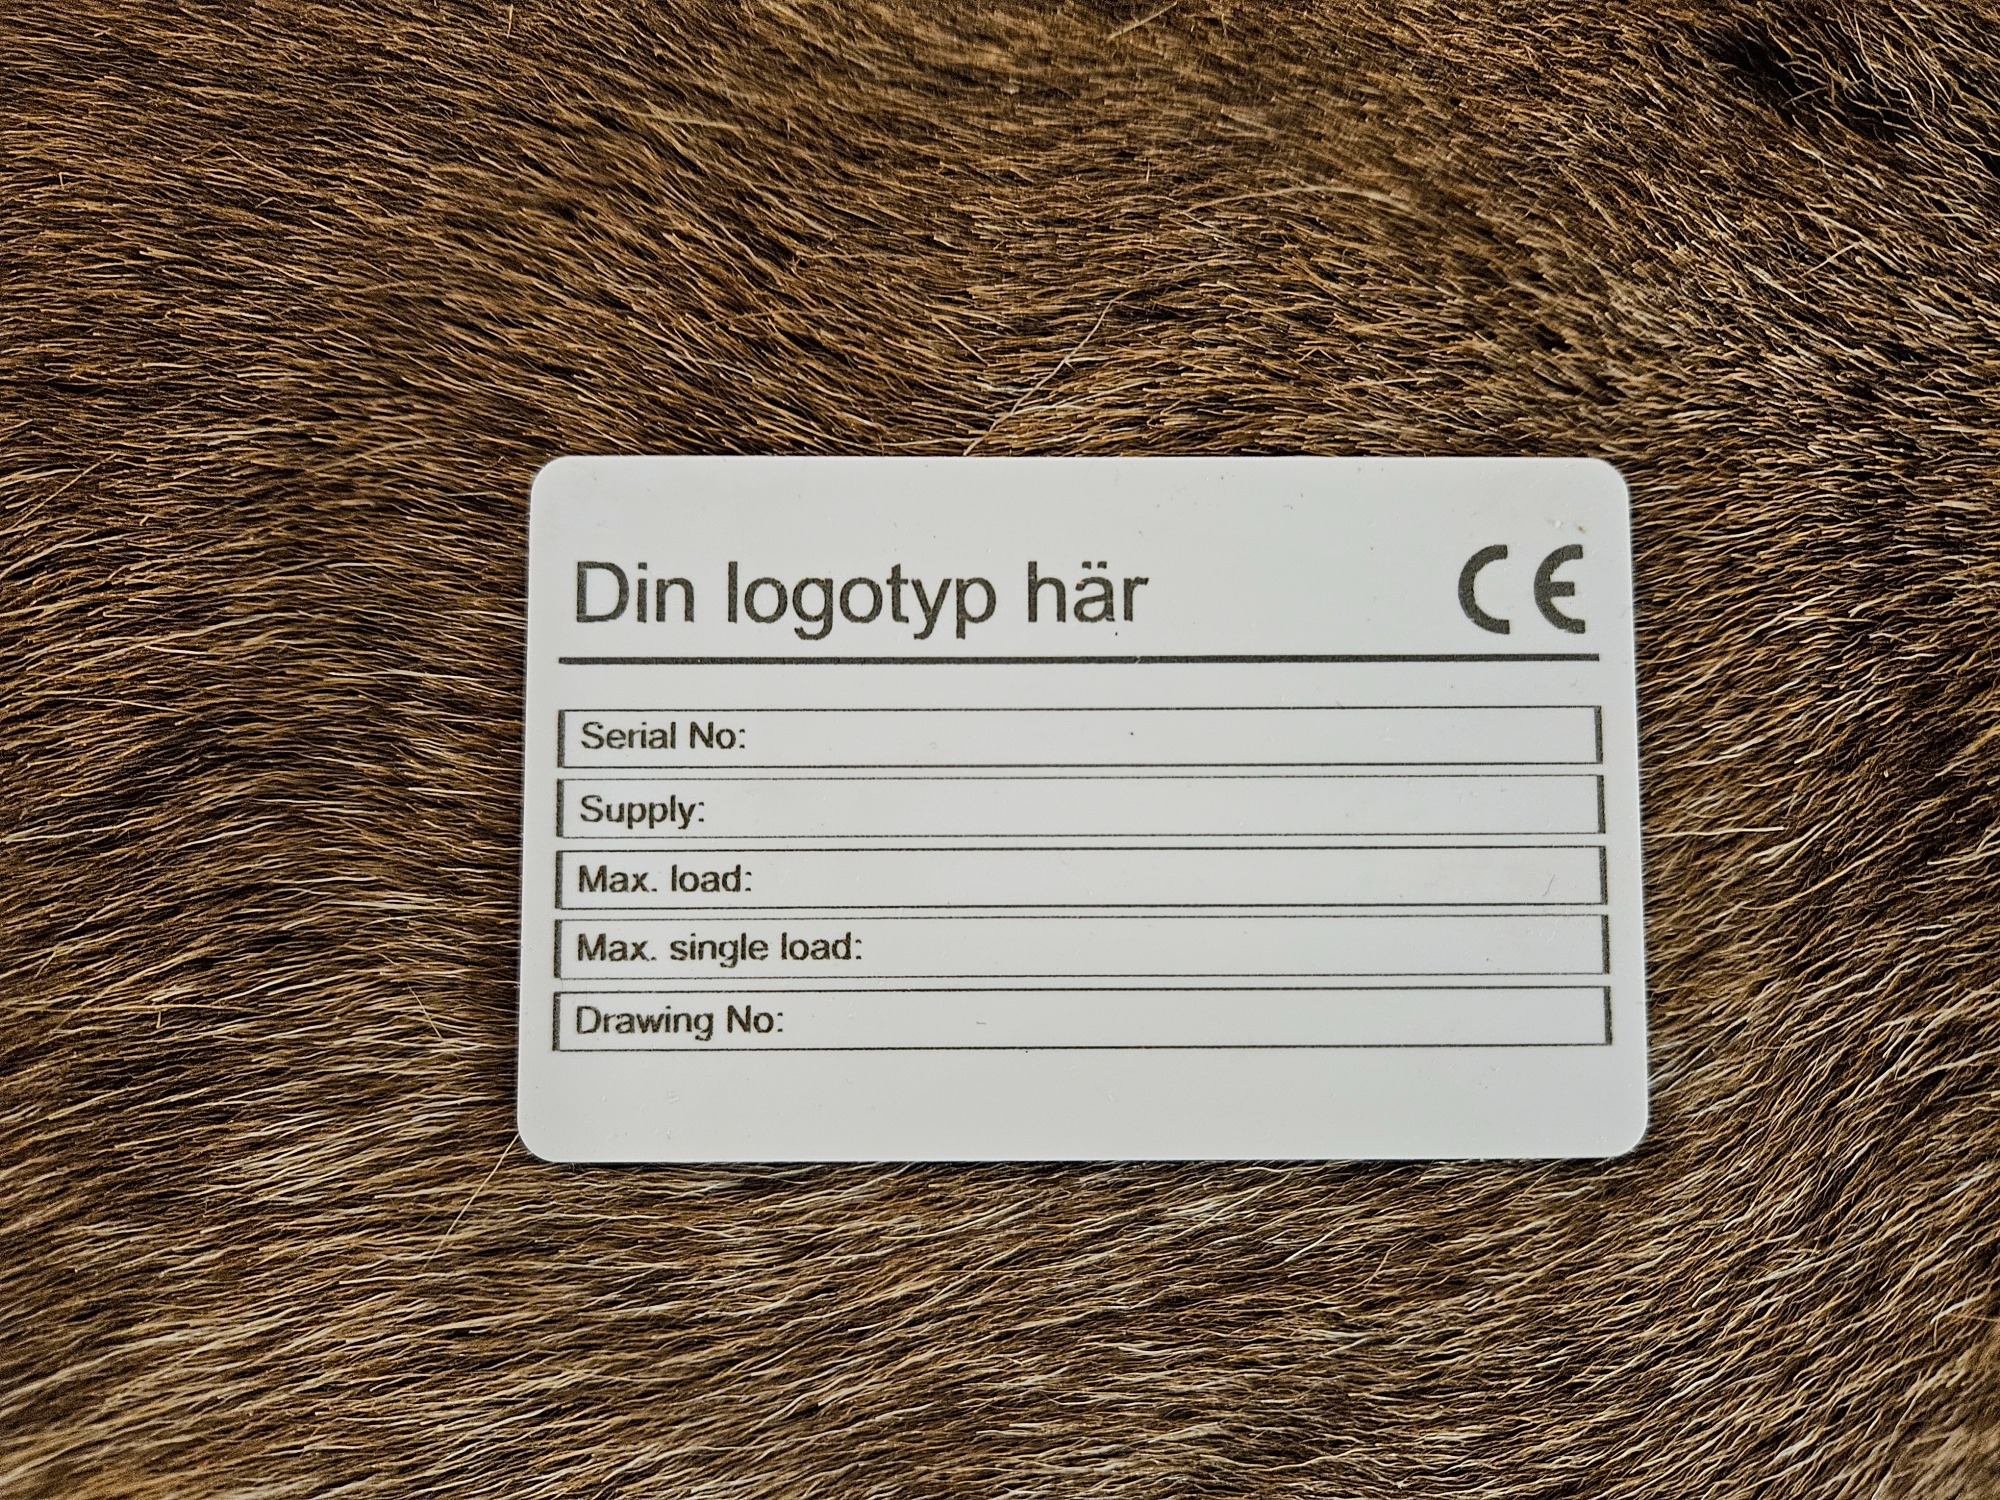 Din logotyp här CE
Serial No:
Supply:
Max. load:
Max. single load:
Drawing No: